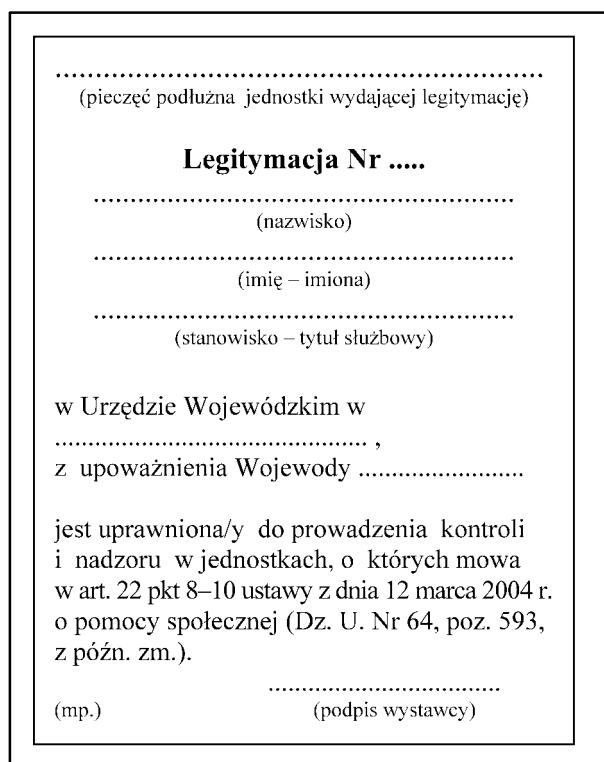 ..............................................................
(pieczęć podłużna jednostki wydającej legitymację)
Legitymacja Nr .....
......................................................
(nazwisko)
......................................................
(imię – imiona)
......................................................
(stanowisko – tytuł służbowy)
w Urzędzie Wojewódzkim w
............................................. ,
z upoważnienia Wojewody ........................
jest uprawniona/y do prowadzenia kontroli
i nadzoru w jednostkach, o których mowa
w art. 22 pkt 8–10 ustawy z dnia 12 marca 2004 r.
o pomocy społecznej (Dz. U. Nr 64, poz. 593,
z późn. zm.).
..................................
(mp.) (podpis wystawcy)